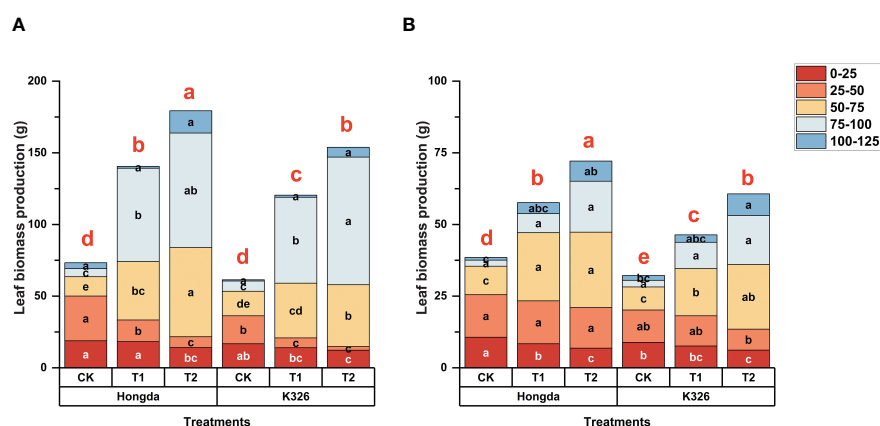 A
B
Leaf biomass production (g)
200
150
100
50
0
d
b
a
d
c
b
a
c
e
a
a
a
b
bc
b
a
a
ab
a
c
bc
a
c
de
a
ab
a
b
cd
c
bc
a
a
b
c
c
CK T1 T2 CK T1 T2
Hongda K326
Treatments
Leaf biomass production (g)
100
75
50
25
0
d
b
a
e
c
b
c
a
a
a
a
abc
a
a
a
b
ab
a
a
a
c
bc
a
c
ab
b
abc
a
b
ab
bc
a
a
ab
b
c
CK T1 T2 CK T1 T2
Hongda K326
Treatments
0-25
25-50
50-75
75-100
100-125